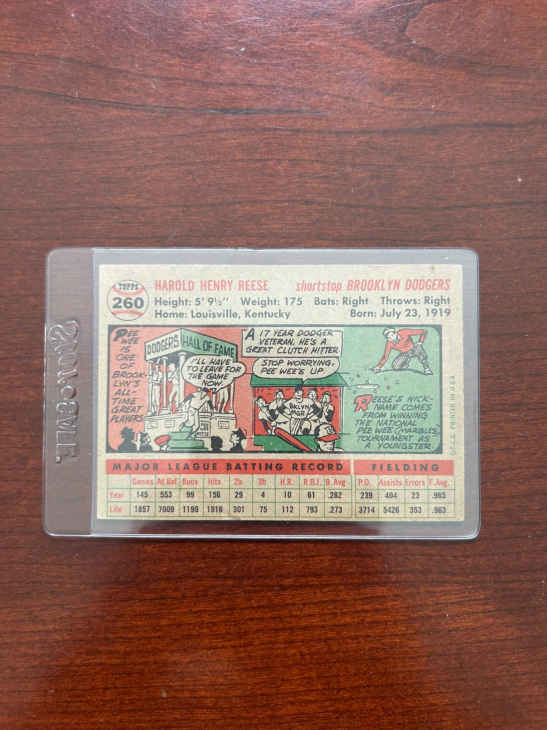 TOPPS
260
HAROLD HENRY REESE shortstop BROOKLYN DODGERS
Height: 5' 9½" Weight: 175 Bats: Right Throws: Right
Home: Louisville, Kentucky Born: July 23, 1919
PEE WEE
IS
ONE
OF
BROOK-
LYN'S
ALL-
TIME
GREAT
PLAYERS.
DODGERS HALL OF FAME
I'LL HAVE
TO LEAVE FOR
THE GAME
NOW.
A 17 YEAR DODGER
VETERAN, HE'S A
GREAT CLUTCH HITTER.
STOP WORRYING.
PEE WEE'S UP.
BKLYN
REESE'S NICK-
NAME COMES
FROM WINNING
THE NATIONAL
PEE WEE (MARBLES)
TOURNAMENT AS
A YOUNGSTER.
MAJOR LEAGUE BATTING RECORD FIELDING
Games At Bat Runs Hits 2b 3b H.R. R.B.I. B. Avg. P.O. Assists Errors F. Avg.
Year 145 553 99 156 29 4 10 61 .282 239 404 23 .965
Life 1857 7009 1199 1916 301 75 112 793 .273 3714 5426 353 .963